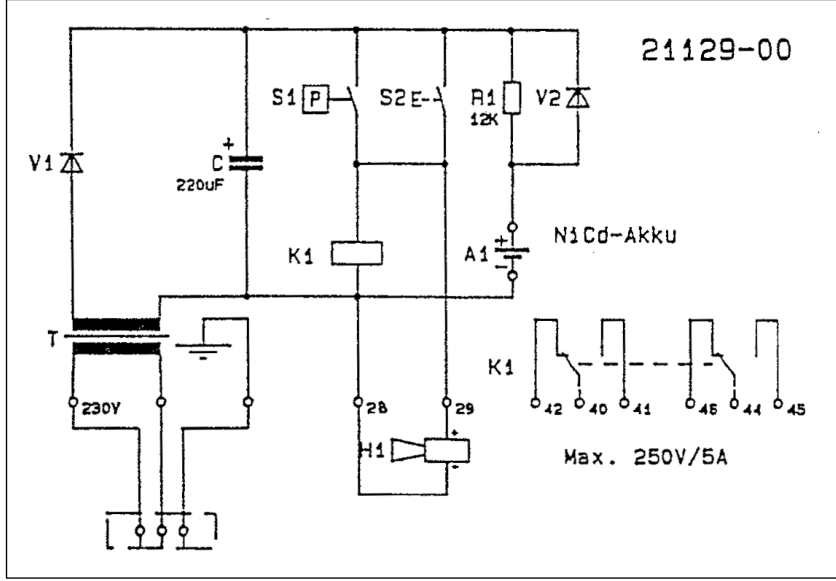 21129-00
S1 P
S2 E
R1
12K
V2
V1
+
C
220uF
K1
+
A1
-
NiCd-Akku
T
K1
230V
28
29
42
40
41
46
44
45
H1
+
-
Max. 250V/5A